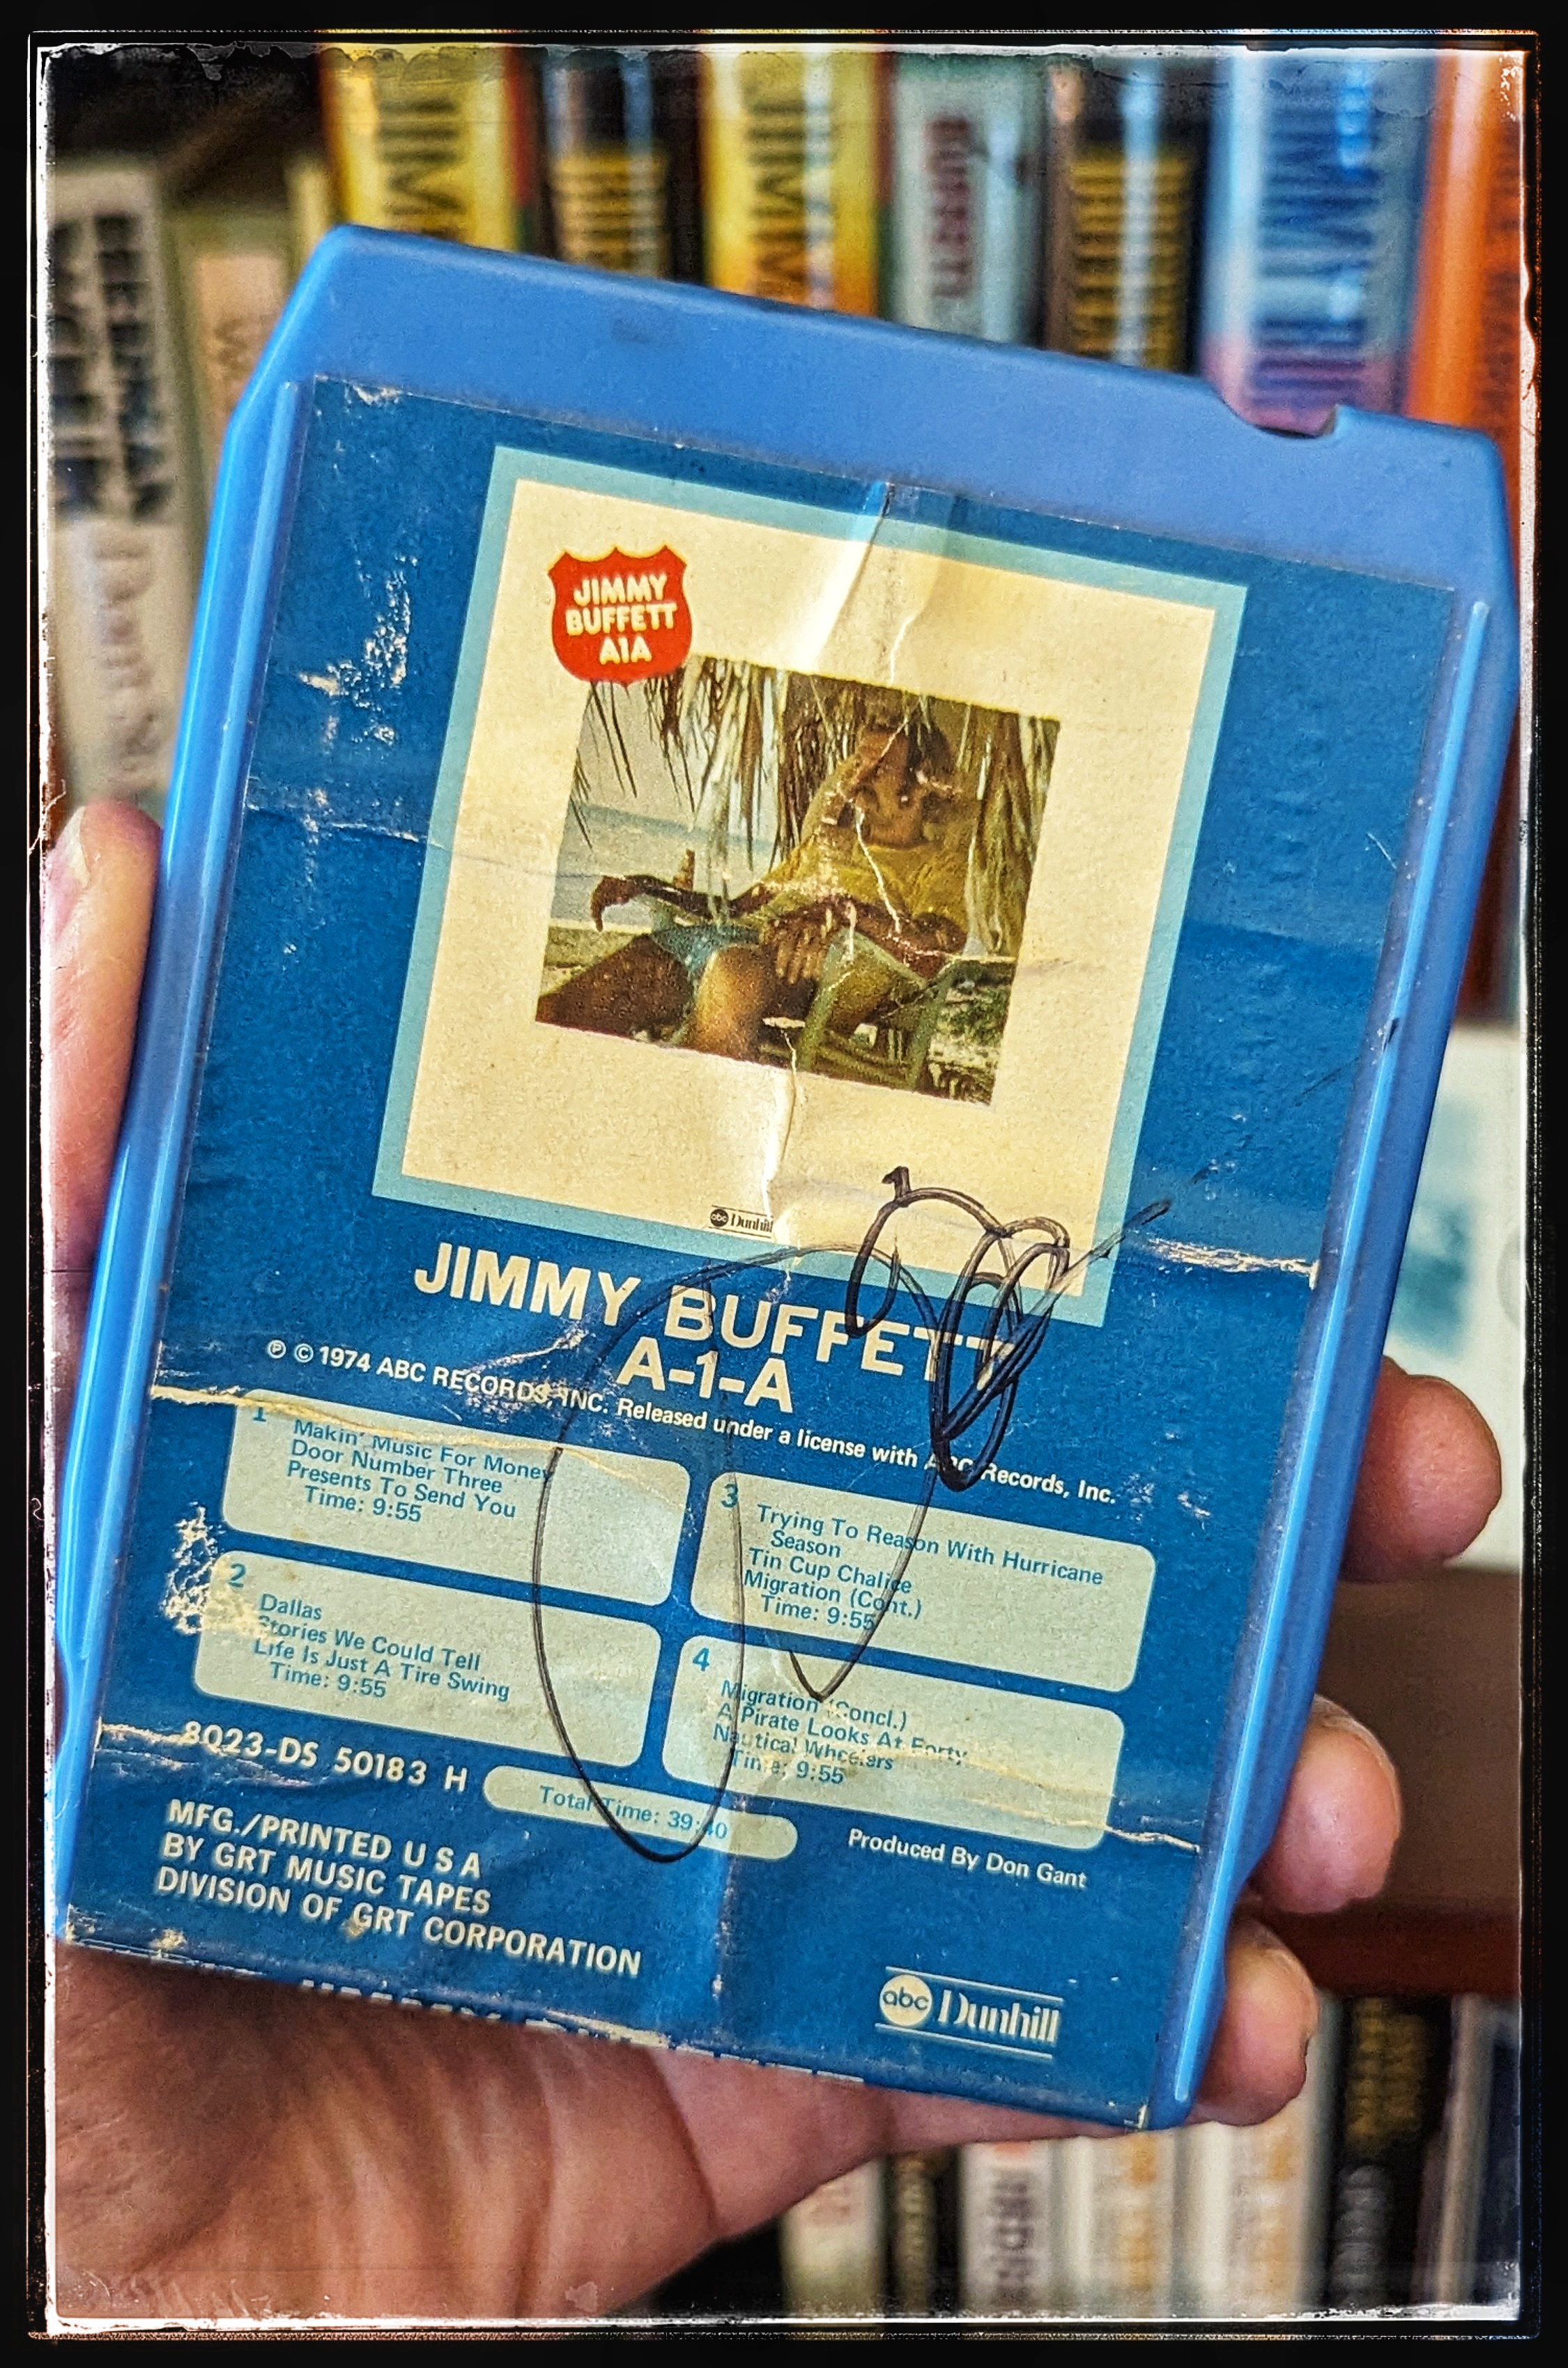 JIMMY
BUFFETT
A1A
abc Dunhill
JIMMY BUFFETT
A-1-A
Ⓟ © 1974 ABC RECORDS, INC. Released under a license with ABC Records, Inc.
1
Makin' Music For Money
Door Number Three
Presents To Send You
Time: 9:55
2
Dallas
Stories We Could Tell
Life Is Just A Tire Swing
Time: 9:55
3
Trying To Reason With Hurricane
Season
Tin Cup Chalice
Migration (Cont.)
Time: 9:55
4
Migration (Concl.)
A Pirate Looks At Forty
Nautical Wheelers
Time: 9:55
8023-DS 50183 H
Total Time: 39:40
Produced By Don Gant
MFG./PRINTED U S A
BY GRT MUSIC TAPES
DIVISION OF GRT CORPORATION
abc Dunhill